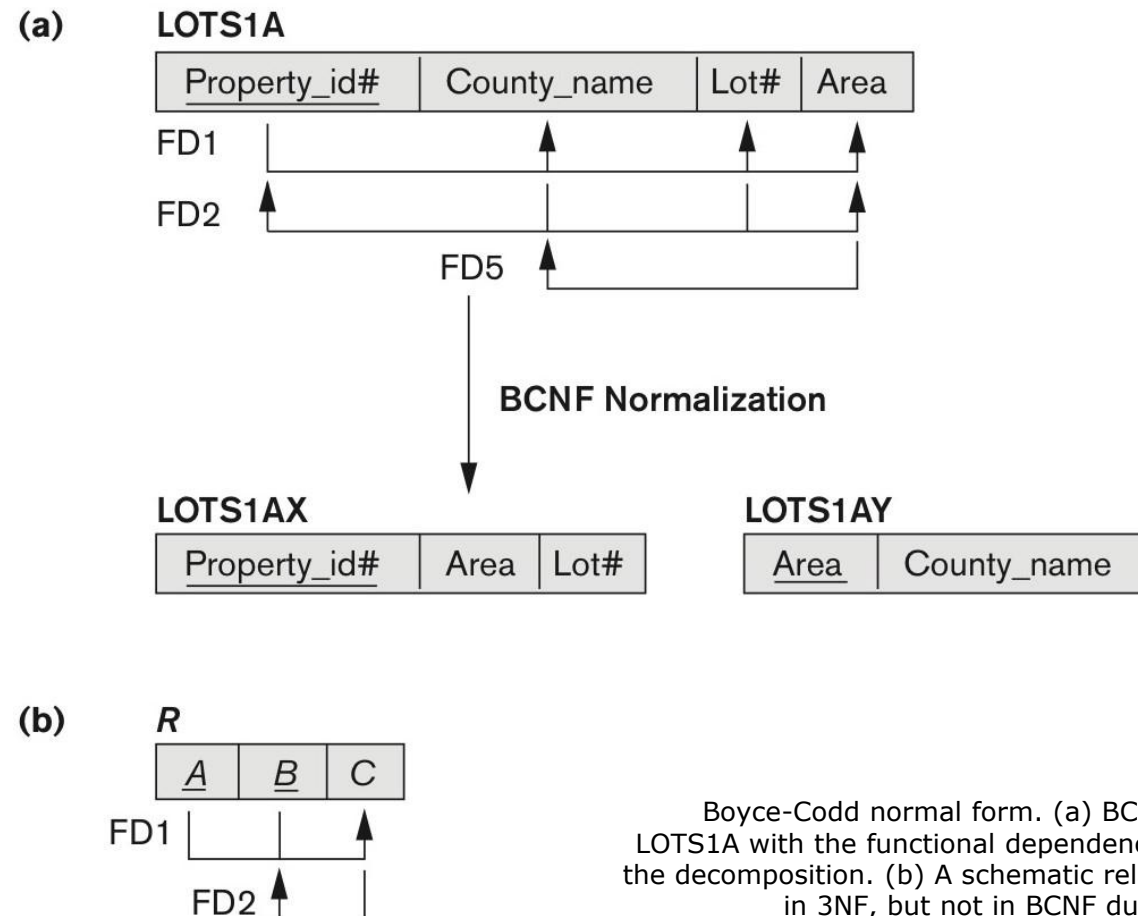 (a) LOTS1A
Property_id# County_name Lot# Area
FD1
FD2
FD5
BCNF Normalization
LOTS1AX LOTS1AY
Property_id# Area Lot# Area County_name
(b) R
A B C
FD1
FD2
Boyce-Codd normal form. (a) BC
LOTS1A with the functional dependen
the decomposition. (b) A schematic rel
in 3NF, but not in BCNF du